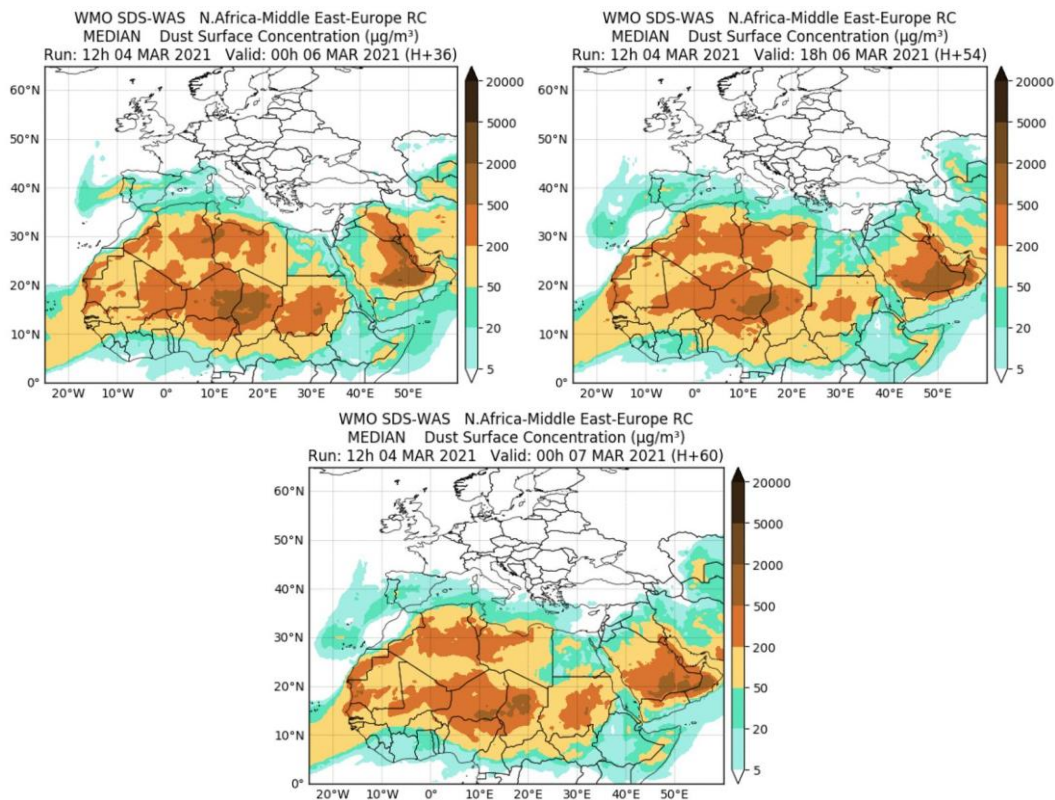 WMO SDS-WAS N.Africa-Middle East-Europe RC
MEDIAN Dust Surface Concentration (µg/m³)
Run: 12h 04 MAR 2021 Valid: 00h 06 MAR 2021 (H+36)
60°N
50°N
40°N
30°N
20°N
10°N
0°
20°W
10°W
0°
10°E
20°E
30°E
40°E
50°E
20000
5000
2000
500
200
50
20
5
WMO SDS-WAS N.Africa-Middle East-Europe RC
MEDIAN Dust Surface Concentration (µg/m³)
Run: 12h 04 MAR 2021 Valid: 18h 06 MAR 2021 (H+54)
60°N
50°N
40°N
30°N
20°N
10°N
0°
20°W
10°W
0°
10°E
20°E
30°E
40°E
50°E
20000
5000
2000
500
200
50
20
5
WMO SDS-WAS N.Africa-Middle East-Europe RC
MEDIAN Dust Surface Concentration (µg/m³)
Run: 12h 04 MAR 2021 Valid: 00h 07 MAR 2021 (H+60)
60°N
50°N
40°N
30°N
20°N
10°N
0°
20°W
10°W
0°
10°E
20°E
30°E
40°E
50°E
20000
5000
2000
500
200
50
20
5